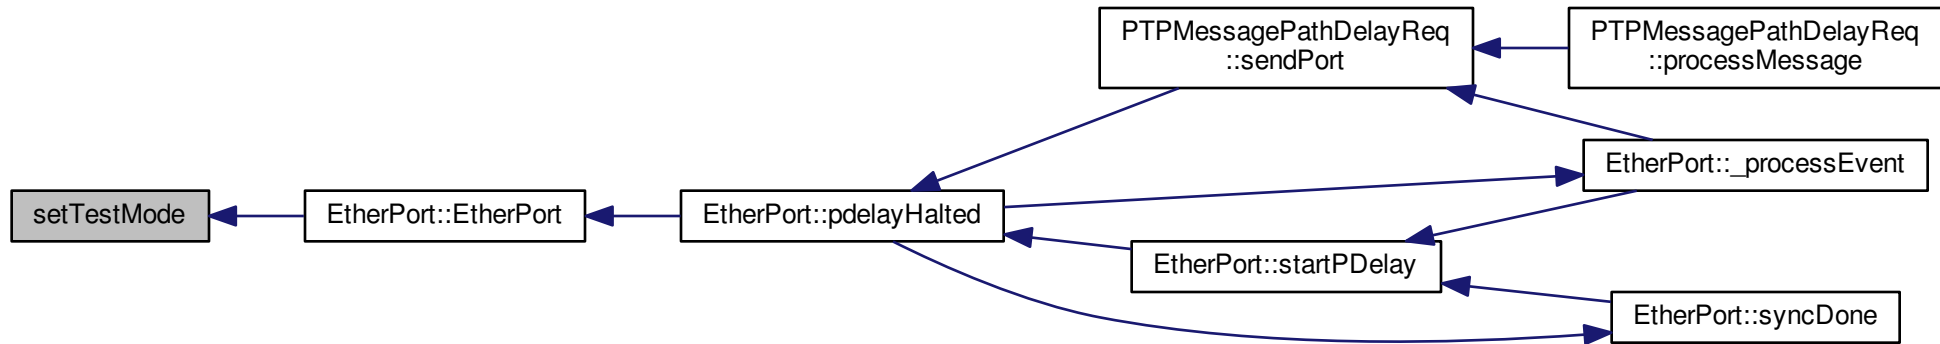 PTPMessagePathDelayReq
::sendPort
PTPMessagePathDelayReq
::processMessage
EtherPort::_processEvent
setTestMode
EtherPort::EtherPort
EtherPort::pdelayHalted
EtherPort::startPDelay
EtherPort::syncDone